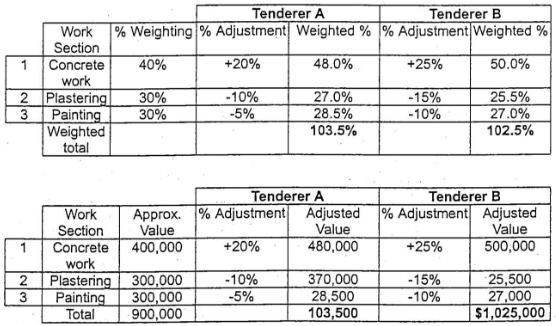 Tenderer A Tenderer B
Work Section % Weighting % Adjustment Weighted % % Adjustment Weighted %
1 Concrete work 40% +20% 48.0% +25% 50.0%
2 Plastering 30% -10% 27.0% -15% 25.5%
3 Painting 30% -5% 28.5% -10% 27.0%
Weighted total 103.5% 102.5%
Tenderer A Tenderer B
Work Section Approx. Value % Adjustment Adjusted Value % Adjustment Adjusted Value
1 Concrete work 400,000 +20% 480,000 +25% 500,000
2 Plastering 300,000 -10% 370,000 -15% 25,500
3 Painting 300,000 -5% 28,500 -10% 27,000
Total 900,000 103,500 $1,025,000